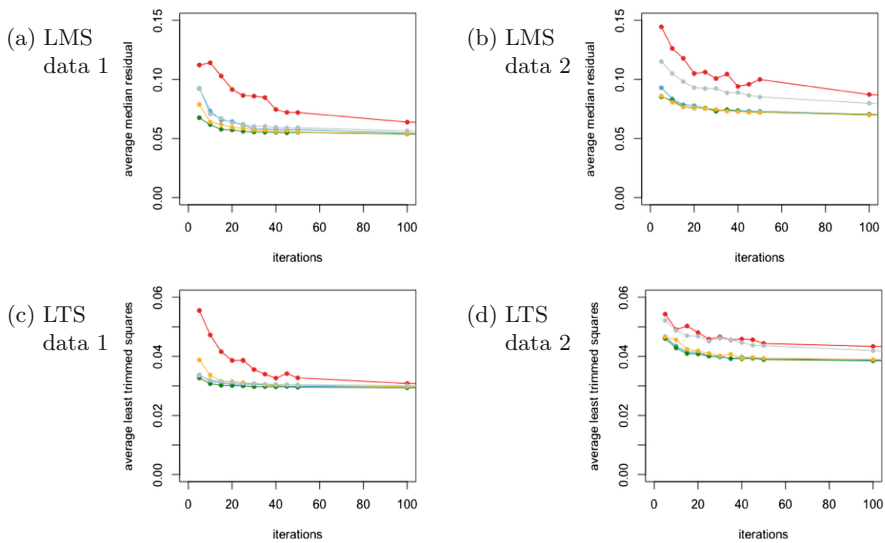 (a) LMS
data 1
average median residual
0.00 0.05 0.10 0.15
0 20 40 60 80 100
iterations
(b) LMS
data 2
average median residual
0.00 0.05 0.10 0.15
0 20 40 60 80 100
iterations
(c) LTS
data 1
average least trimmed squares
0.00 0.02 0.04 0.06
0 20 40 60 80 100
iterations
(d) LTS
data 2
average least trimmed squares
0.00 0.02 0.04 0.06
0 20 40 60 80 100
iterations